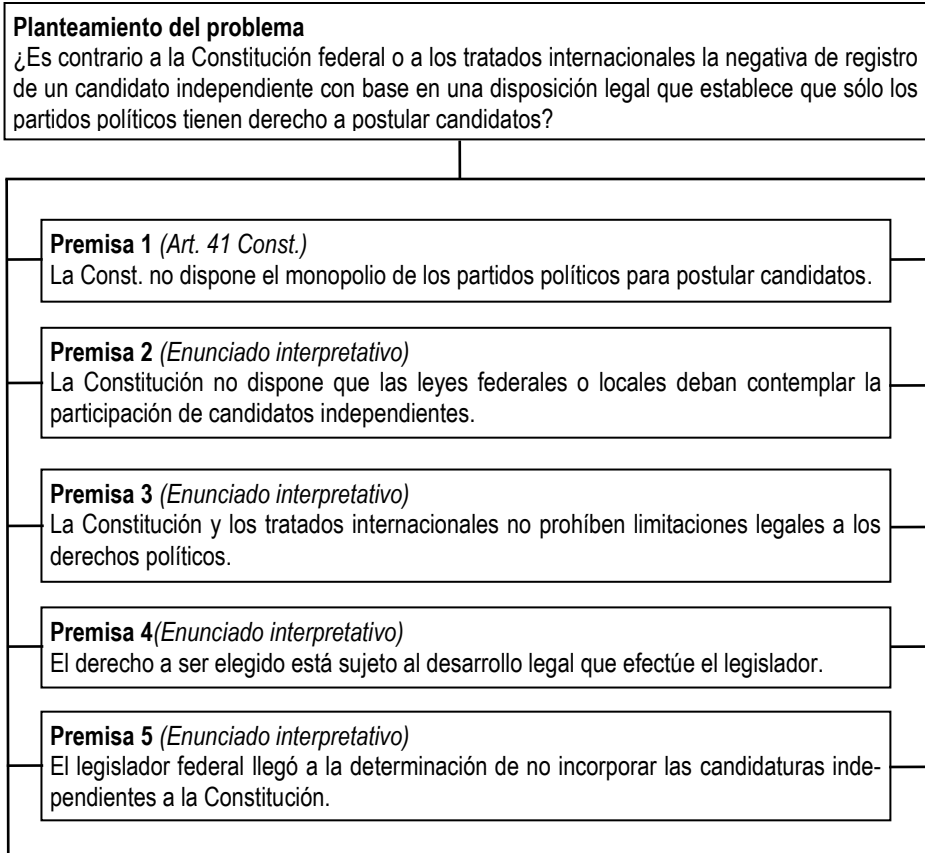 Planteamiento del problema
¿Es contrario a la Constitución federal o a los tratados internacionales la negativa de registro
de un candidato independiente con base en una disposición legal que establece que sólo los
partidos políticos tienen derecho a postular candidatos?
Premisa 1 (Art. 41 Const.)
La Const. no dispone el monopolio de los partidos políticos para postular candidatos.
Premisa 2 (Enunciado interpretativo)
La Constitución no dispone que las leyes federales o locales deban contemplar la
participación de candidatos independientes.
Premisa 3 (Enunciado interpretativo)
La Constitución y los tratados internacionales no prohíben limitaciones legales a los
derechos políticos.
Premisa 4(Enunciado interpretativo)
El derecho a ser elegido está sujeto al desarrollo legal que efectúe el legislador.
Premisa 5 (Enunciado interpretativo)
El legislador federal llegó a la determinación de no incorporar las candidaturas inde-
pendientes a la Constitución.